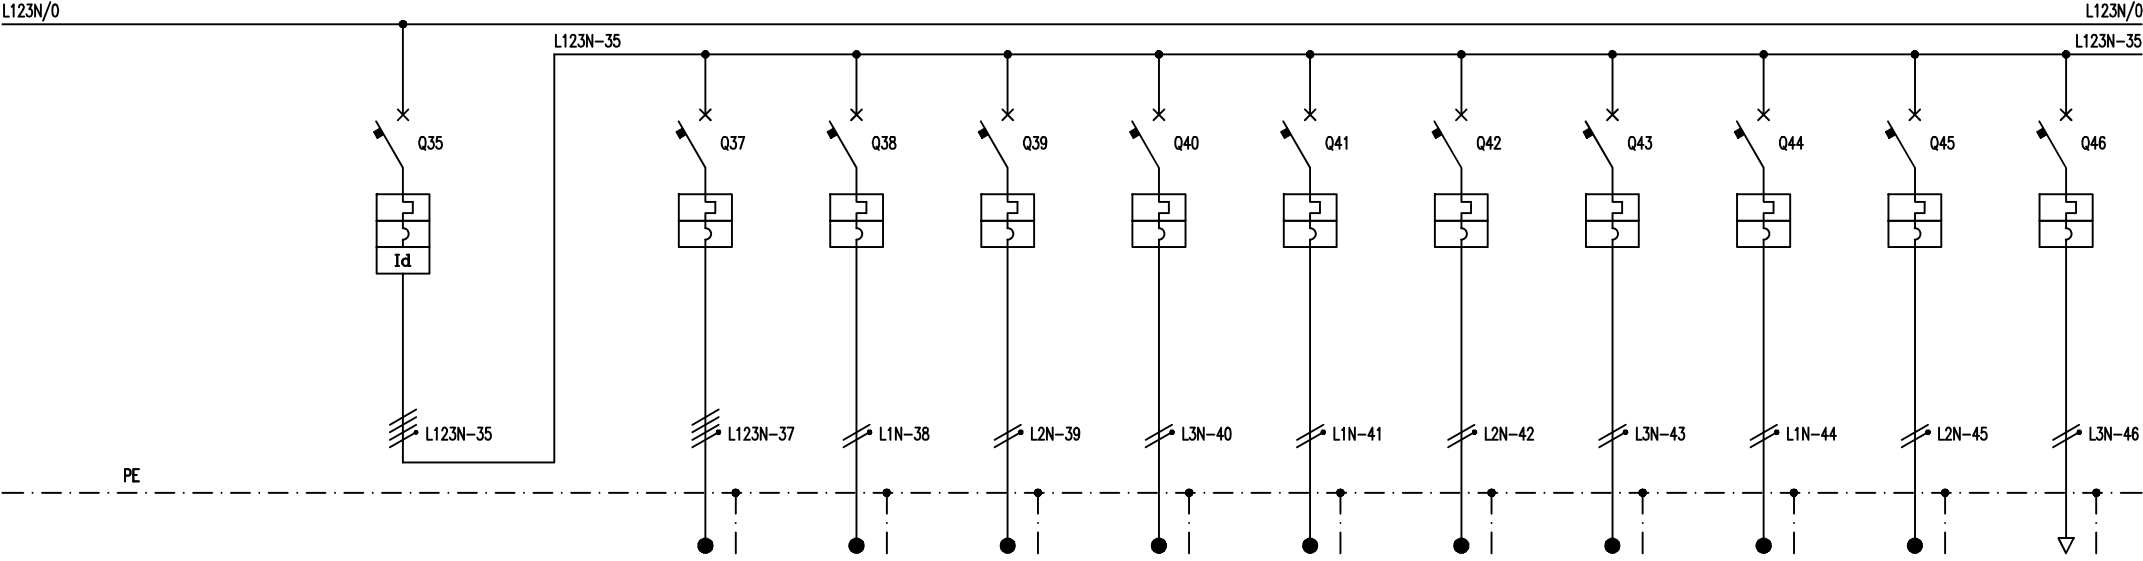 L123N/0 L123N/0
L123N-35 L123N-35
Q35 Q37 Q38 Q39 Q40 Q41 Q42 Q43 Q44 Q45 Q46
Id
L123N-35 L123N-37 L1N-38 L2N-39 L3N-40 L1N-41 L2N-42 L3N-43 L1N-44 L2N-45 L3N-46
PE